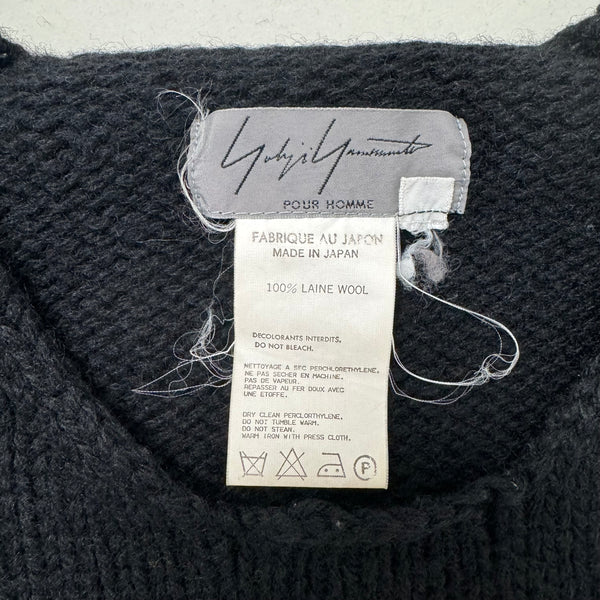 Yohji Yamamoto
POUR HOMME
FABRIQUE AU JAPON
MADE IN JAPAN
100% LAINE WOOL
DECOLORANTS INTERDITS,
DO NOT BLEACH.
NETTOYAGE A SEC PERCHLORETHYLENE.
NE PAS SECHER EN MACHINE.
PAS DE VAPEUR.
REPASSER AU FER DOUX AVEC
UNE ETOFFE.
DRY CLEAN PERCLORTHYLENE.
DO NOT TUMBLE WARM.
DO NOT STEAN.
WARM IRON WITH PRESS CLOTH.
P